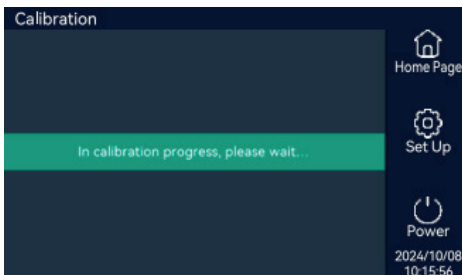 Calibration
In calibration progress, please wait...
Home Page
Set Up
Power
2024/10/08
10:15:56